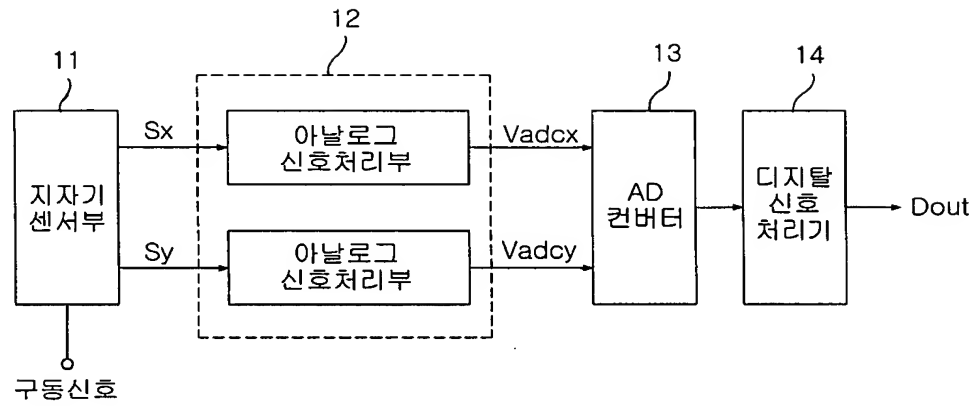 12
11
13
14
Sx
아날로그
신호처리부
Vadcx
지자기
센서부
AD
컨버터
디지탈
신호
처리기
Dout
Sy
아날로그
신호처리부
Vadcy
구동신호